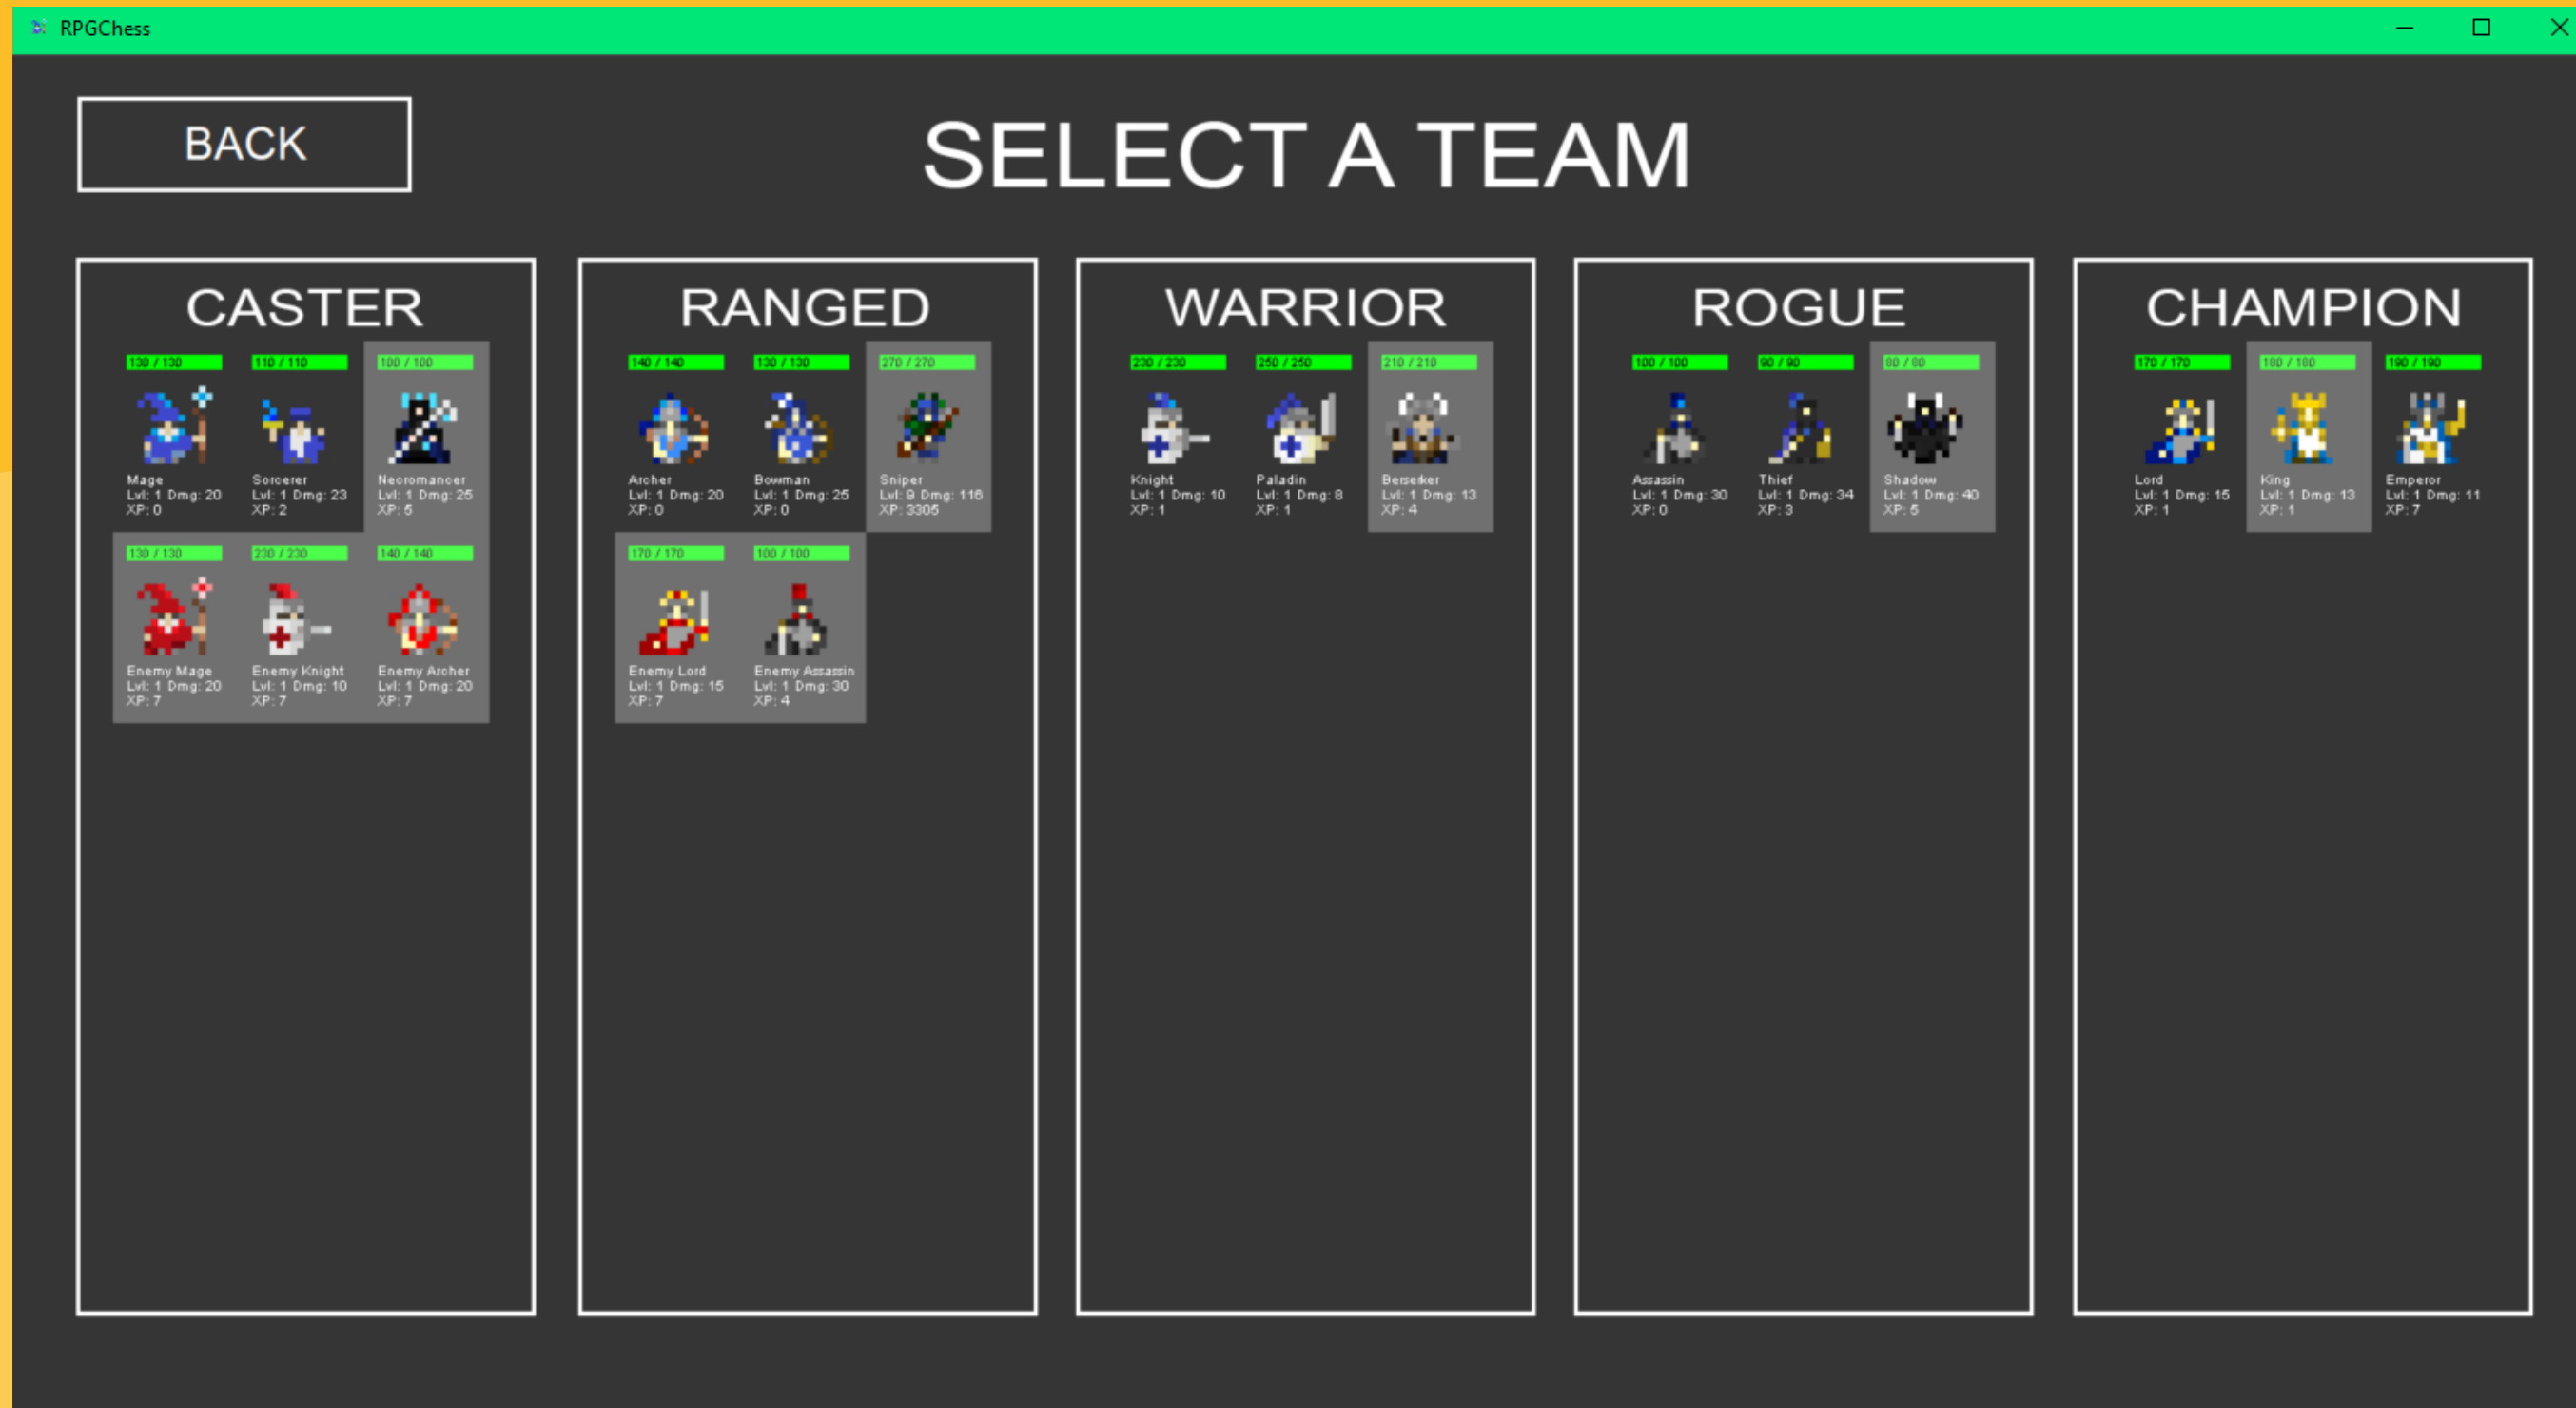 RPGChess
BACK
SELECT A TEAM
CASTER
130 / 130
Mage
Lvl: 1 Dmg: 20
XP: 0
110 / 110
Sorcerer
Lvl: 1 Dmg: 23
XP: 2
100 / 100
Necromancer
Lvl: 1 Dmg: 25
XP: 5
130 / 130
Enemy Mage
Lvl: 1 Dmg: 20
XP: 7
230 / 230
Enemy Knight
Lvl: 1 Dmg: 10
XP: 7
140 / 140
Enemy Archer
Lvl: 1 Dmg: 20
XP: 7
RANGED
140 / 140
Archer
Lvl: 1 Dmg: 20
XP: 0
130 / 130
Bowman
Lvl: 1 Dmg: 25
XP: 0
270 / 270
Sniper
Lvl: 9 Dmg: 116
XP: 3305
170 / 170
Enemy Lord
Lvl: 1 Dmg: 15
XP: 7
100 / 100
Enemy Assassin
Lvl: 1 Dmg: 30
XP: 4
WARRIOR
230 / 230
Knight
Lvl: 1 Dmg: 10
XP: 1
250 / 250
Paladin
Lvl: 1 Dmg: 8
XP: 1
210 / 210
Berserker
Lvl: 1 Dmg: 13
XP: 4
ROGUE
100 / 100
Assassin
Lvl: 1 Dmg: 30
XP: 0
90 / 90
Thief
Lvl: 1 Dmg: 34
XP: 3
80 / 80
Shadow
Lvl: 1 Dmg: 40
XP: 5
CHAMPION
170 / 170
Lord
Lvl: 1 Dmg: 15
XP: 1
180 / 180
King
Lvl: 1 Dmg: 13
XP: 1
190 / 190
Emperor
Lvl: 1 Dmg: 11
XP: 7